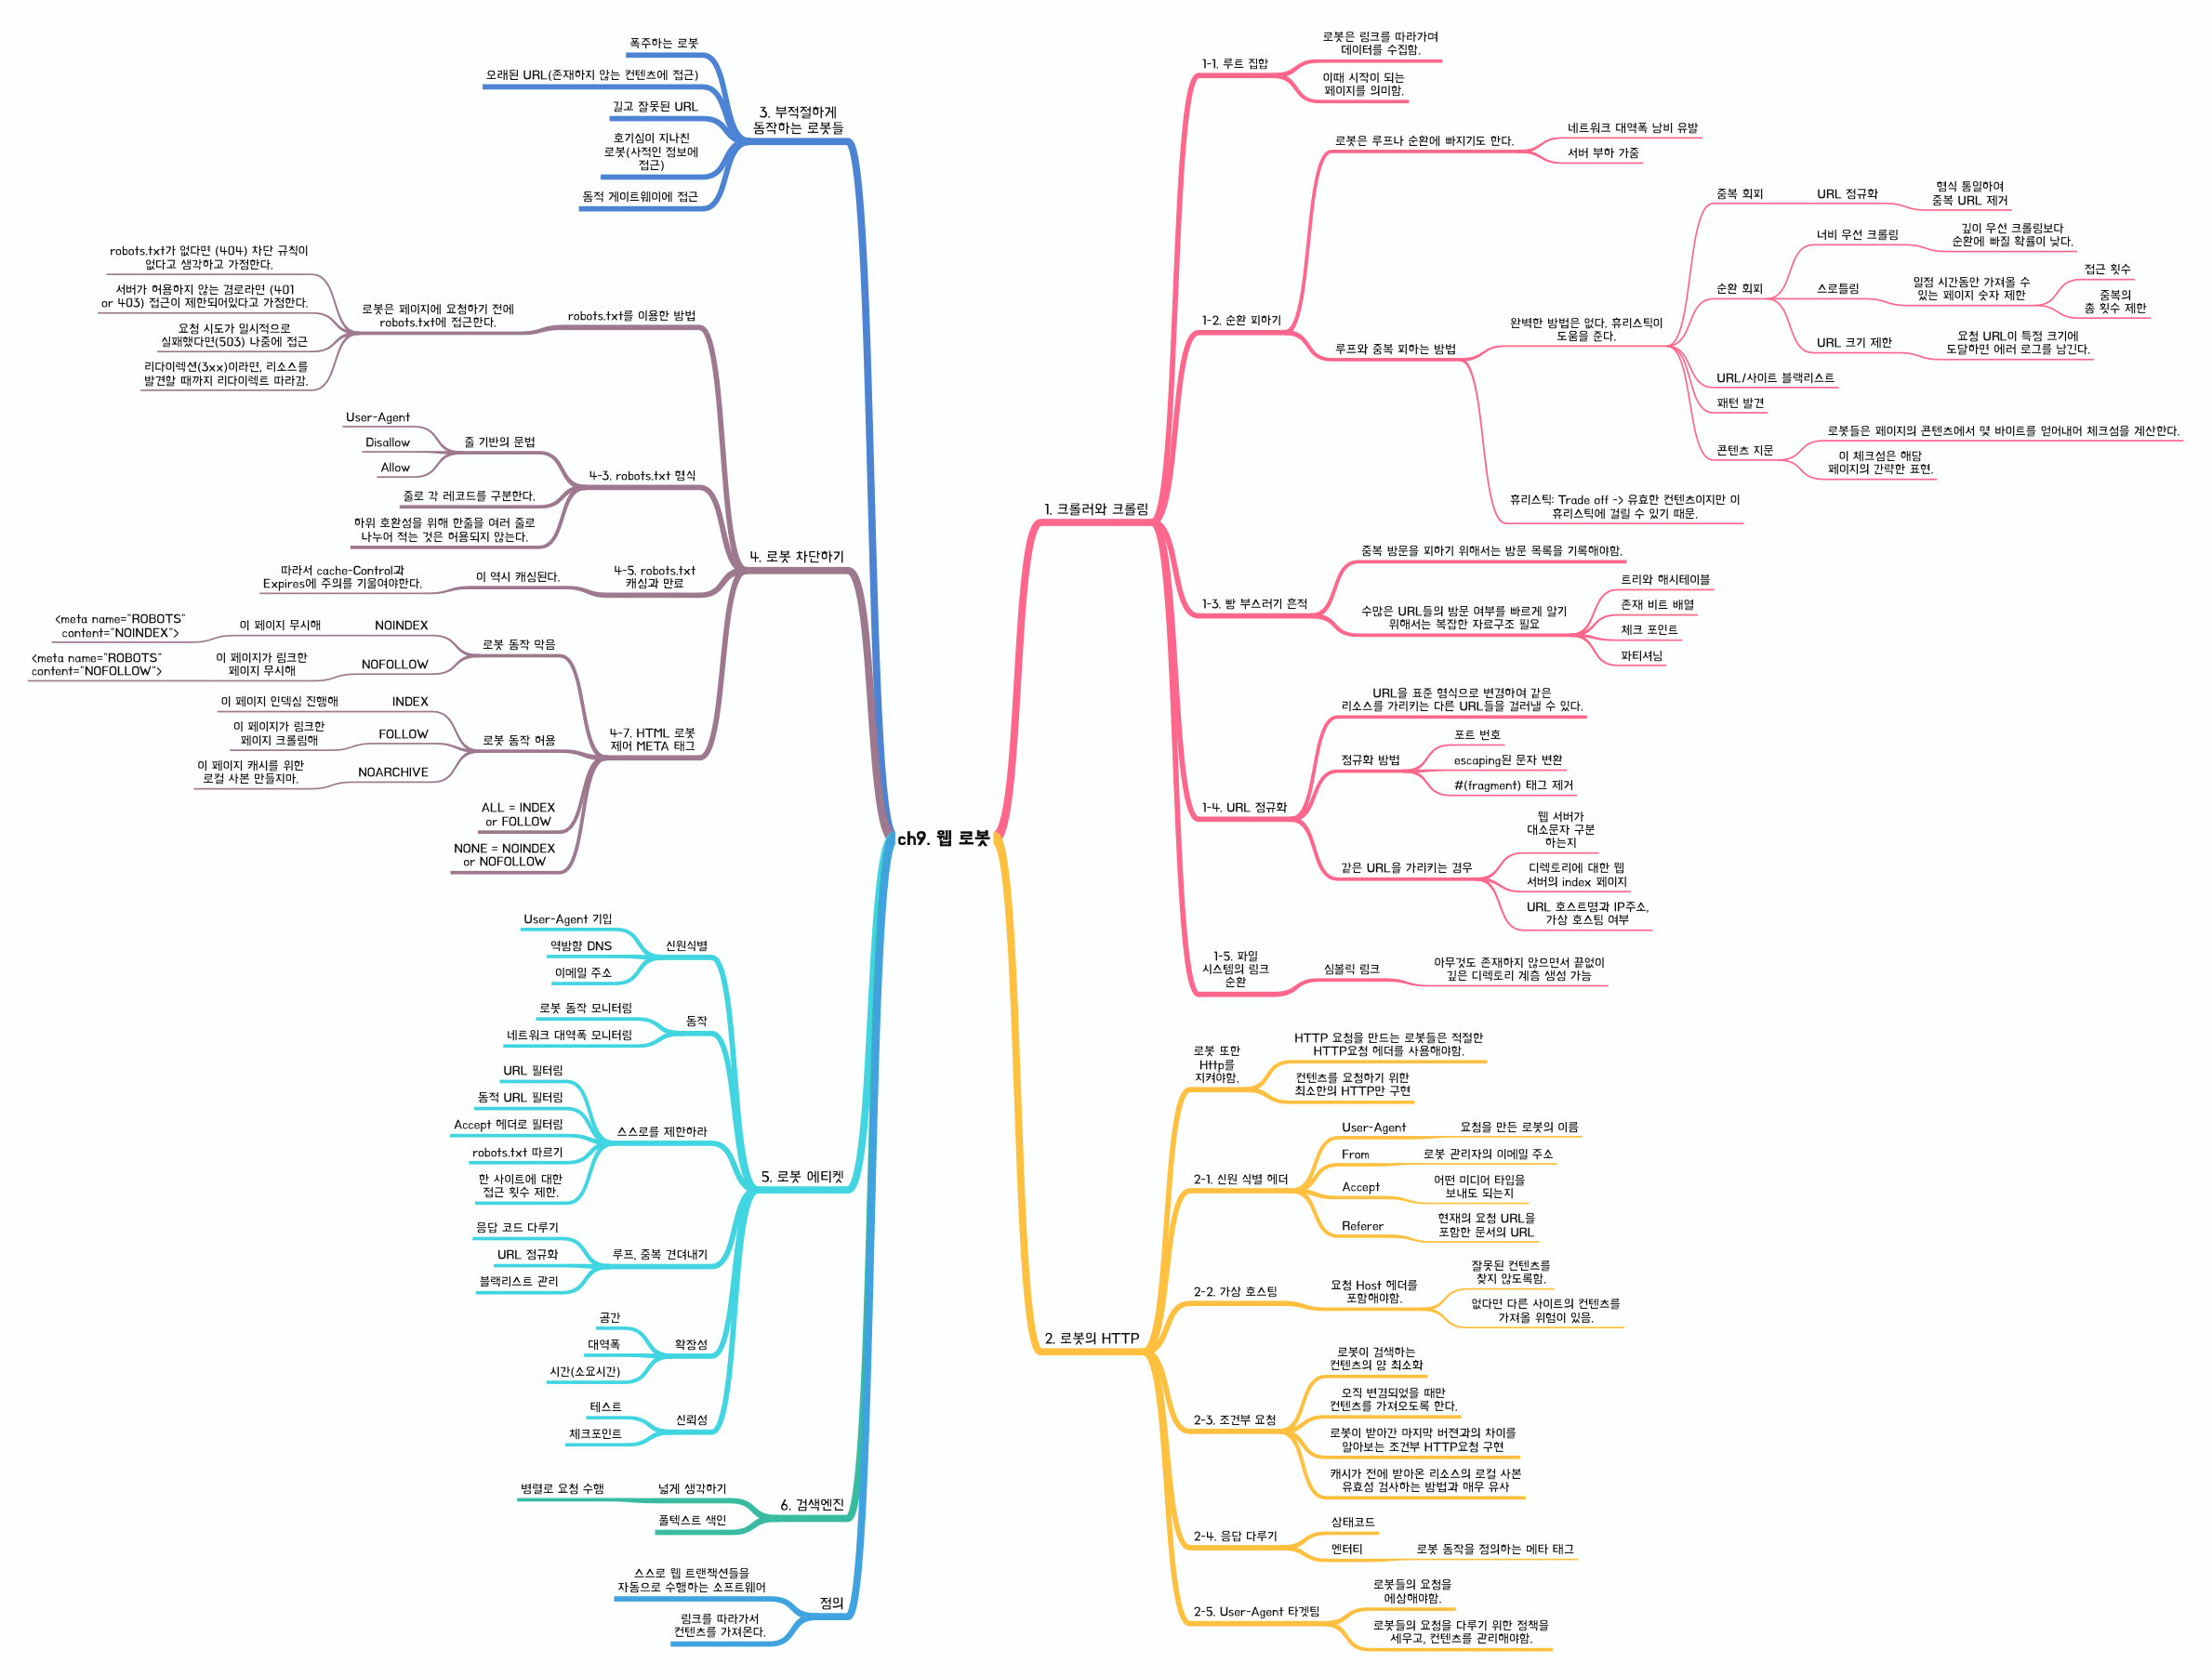 ch9. 웹 로봇
1. 크롤러와 크롤링
1-1. 루트 집합
로봇은 링크를 따라가며
데이터를 수집함.
이때 시작이 되는
페이지를 의미함.
1-2. 순환 피하기
로봇은 루프나 순환에 빠지기도 한다.
네트워크 대역폭 낭비 유발
서버 부하 가중
루프와 중복 피하는 방법
완벽한 방법은 없다. 휴리스틱이
도움을 준다.
중복 회피
URL 정규화
형식 통일하여
중복 URL 제거
순환 회피
너비 우선 크롤링
깊이 우선 크롤링보다
순환에 빠질 확률이 낮다.
스로틀링
일정 시간동안 가져올 수
있는 페이지 숫자 제한
접근 횟수
중복의
총 횟수 제한
URL 크기 제한
요청 URL이 특정 크기에
도달하면 에러 로그를 남긴다.
URL/사이트 블랙리스트
패턴 발견
콘텐츠 지문
로봇들은 페이지의 콘텐츠에서 몇 바이트를 얻어내어 체크섬을 계산한다.
이 체크섬은 해당
페이지의 간략한 표현.
휴리스틱: Trade off -> 유효한 컨텐츠이지만 이
휴리스틱에 걸릴 수 있기 때문.
1-3. 빵 부스러기 흔적
중복 방문을 피하기 위해서는 방문 목록을 기록해야함.
수많은 URL들의 방문 여부를 빠르게 알기
위해서는 복잡한 자료구조 필요
트리와 해시테이블
존재 비트 배열
체크 포인트
파티셔닝
1-4. URL 정규화
URL을 표준 형식으로 변경하여 같은
리소스를 가리키는 다른 URL들을 걸러낼 수 있다.
정규화 방법
포트 번호
escaping된 문자 변환
#(fragment) 태그 제거
같은 URL을 가리키는 경우
웹 서버가
대소문자 구분
하는지
디렉토리에 대한 웹
서버의 index 페이지
URL 호스트명과 IP주소,
가상 호스팅 여부
1-5. 파일
시스템의 링크
순환
심볼릭 링크
아무것도 존재하지 않으면서 끝없이
깊은 디렉토리 계층 생성 가능
2. 로봇의 HTTP
로봇 또한
Http를
지켜야함.
HTTP 요청을 만드는 로봇들은 적절한
HTTP요청 헤더를 사용해야함.
컨텐츠를 요청하기 위한
최소한의 HTTP만 구현
2-1. 신원 식별 헤더
User-Agent
요청을 만든 로봇의 이름
From
로봇 관리자의 이메일 주소
Accept
어떤 미디어 타입을
보내도 되는지
Referer
현재의 요청 URL을
포함한 문서의 URL
2-2. 가상 호스팅
요청 Host 헤더를
포함해야함.
잘못된 컨텐츠를
찾지 않도록함.
없다면 다른 사이트의 컨텐츠를
가져올 위험이 있음.
2-3. 조건부 요청
로봇이 검색하는
컨텐츠의 양 최소화
오직 변경되었을 때만
컨텐츠를 가져오도록 한다.
로봇이 받아간 마지막 버젼과의 차이를
알아보는 조건부 HTTP요청 구현
캐시가 전에 받아온 리소스의 로컬 사본
유효성 검사하는 방법과 매우 유사
2-4. 응답 다루기
상태코드
엔터티
로봇 동작을 정의하는 메타 태그
2-5. User-Agent 타겟팅
로봇들의 요청을
예상해야함.
로봇들의 요청을 다루기 위한 정책을
세우고, 컨텐츠를 관리해야함.
3. 부적절하게
동작하는 로봇들
폭주하는 로봇
오래된 URL(존재하지 않는 컨텐츠에 접근)
길고 잘못된 URL
호기심이 지나친
로봇(사적인 정보에
접근)
동적 게이트웨이에 접근
4. 로봇 차단하기
robots.txt를 이용한 방법
로봇은 페이지에 요청하기 전에
robots.txt에 접근한다.
robots.txt가 없다면 (404) 차단 규칙이
없다고 생각하고 가정한다.
서버가 허용하지 않는 경로라면 (401
or 403) 접근이 제한되어있다고 가정한다.
요청 시도가 일시적으로
실패했다면(503) 나중에 접근
리다이렉션(3xx)이라면, 리소스를
발견할 때까지 리다이렉트 따라감.
4-3. robots.txt 형식
줄 기반의 문법
User-Agent
Disallow
Allow
줄로 각 레코드를 구분한다.
하위 호환성을 위해 한줄을 여러 줄로
나누어 적는 것은 허용되지 않는다.
4-5. robots.txt
캐싱과 만료
이 역시 캐싱된다.
따라서 cache-Control과
Expires에 주의를 기울여야한다.
4-7. HTML 로봇
제어 META 태그
로봇 동작 막음
NOINDEX
이 페이지 무시해
<meta name="ROBOTS"
content="NOINDEX">
NOFOLLOW
이 페이지가 링크한
페이지 무시해
<meta name="ROBOTS"
content="NOFOLLOW">
로봇 동작 허용
INDEX
이 페이지 인덱싱 진행해
FOLLOW
이 페이지가 링크한
페이지 크롤링해
NOARCHIVE
이 페이지 캐시를 위한
로컬 사본 만들지마.
ALL = INDEX
or FOLLOW
NONE = NOINDEX
or NOFOLLOW
5. 로봇 에티켓
신원식별
User-Agent 기입
역방향 DNS
이메일 주소
동작
로봇 동작 모니터링
네트워크 대역폭 모니터링
스스로를 제한하라
URL 필터링
동적 URL 필터링
Accept 헤더로 필터링
robots.txt 따르기
한 사이트에 대한
접근 횟수 제한.
루프, 중복 견뎌내기
응답 코드 다루기
URL 정규화
블랙리스트 관리
확장성
공간
대역폭
시간(소요시간)
신뢰성
테스트
체크포인트
6. 검색엔진
넓게 생각하기
병렬로 요청 수행
풀텍스트 색인
정의
스스로 웹 트랜잭션들을
자동으로 수행하는 소프트웨어
링크를 따라가서
컨텐츠를 가져온다.